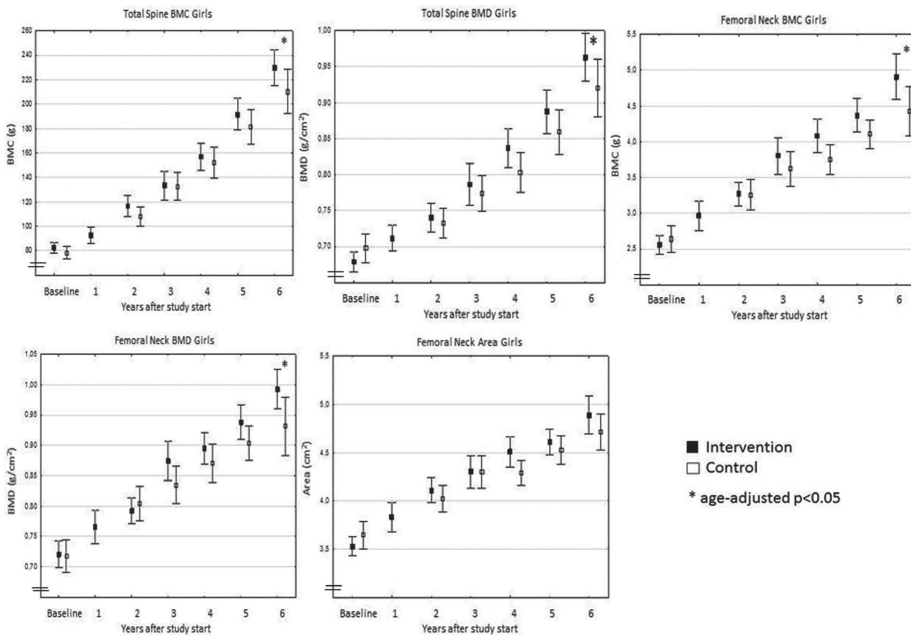 Total Spine BMC Girls
260
240
220
200
180
160
140
120
100
80
BMC (g)
*
Baseline 1 2 3 4 5 6
Years after study start
Total Spine BMD Girls
1,00
0,90
0,80
0,70
BMD (g/cm²)
*
Baseline 1 2 3 4 5 6
Years after study start
Femoral Neck BMC Girls
5,5
5,0
4,5
4,0
3,5
3,0
2,5
BMC (g)
*
Baseline 1 2 3 4 5 6
Years after study start
Femoral Neck BMD Girls
1,05
1,00
0,95
0,90
0,85
0,80
0,75
0,70
BMD (g/cm²)
*
Baseline 1 2 3 4 5 6
Years after study start
Femoral Neck Area Girls
5,5
5,0
4,5
4,0
3,5
Area (cm²)
Baseline 1 2 3 4 5 6
Years after study start
Intervention
Control
* age-adjusted p<0.05